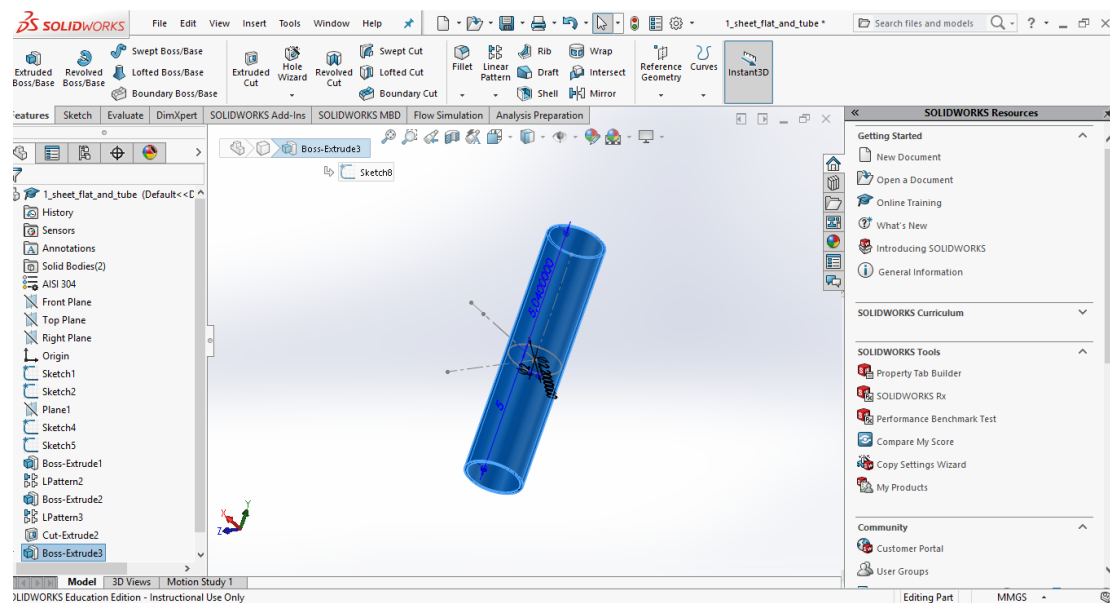 SOLIDWORKS File Edit View Insert Tools Window Help 1_sheet_flat_and_tube * Search files and models
Extruded Boss/Base
Revolved Boss/Base
Swept Boss/Base
Lofted Boss/Base
Boundary Boss/Base
Extruded Cut
Hole Wizard
Revolved Cut
Swept Cut
Lofted Cut
Boundary Cut
Fillet
Linear Pattern
Rib
Draft
Shell
Wrap
Intersect
Mirror
Reference Geometry
Curves
Instant3D
eatures Sketch Evaluate DimXpert SOLIDWORKS Add-Ins SOLIDWORKS MBD Flow Simulation Analysis Preparation
1_sheet_flat_and_tube (Default<<D
History
Sensors
Annotations
Solid Bodies(2)
AISI 304
Front Plane
Top Plane
Right Plane
Origin
Sketch1
Sketch2
Plane1
Sketch4
Sketch5
Boss-Extrude1
LPattern2
Boss-Extrude2
LPattern3
Cut-Extrude2
Boss-Extrude3
Boss-Extrude3
Sketch8
5,0400000
5
X
Y
Z
SOLIDWORKS Resources
Getting Started
New Document
Open a Document
Online Training
What's New
Introducing SOLIDWORKS
General Information
SOLIDWORKS Curriculum
SOLIDWORKS Tools
Property Tab Builder
SOLIDWORKS Rx
Performance Benchmark Test
Compare My Score
Copy Settings Wizard
My Products
Community
Customer Portal
User Groups
Model 3D Views Motion Study 1
OLIDWORKS Education Edition - Instructional Use Only Editing Part MMGS